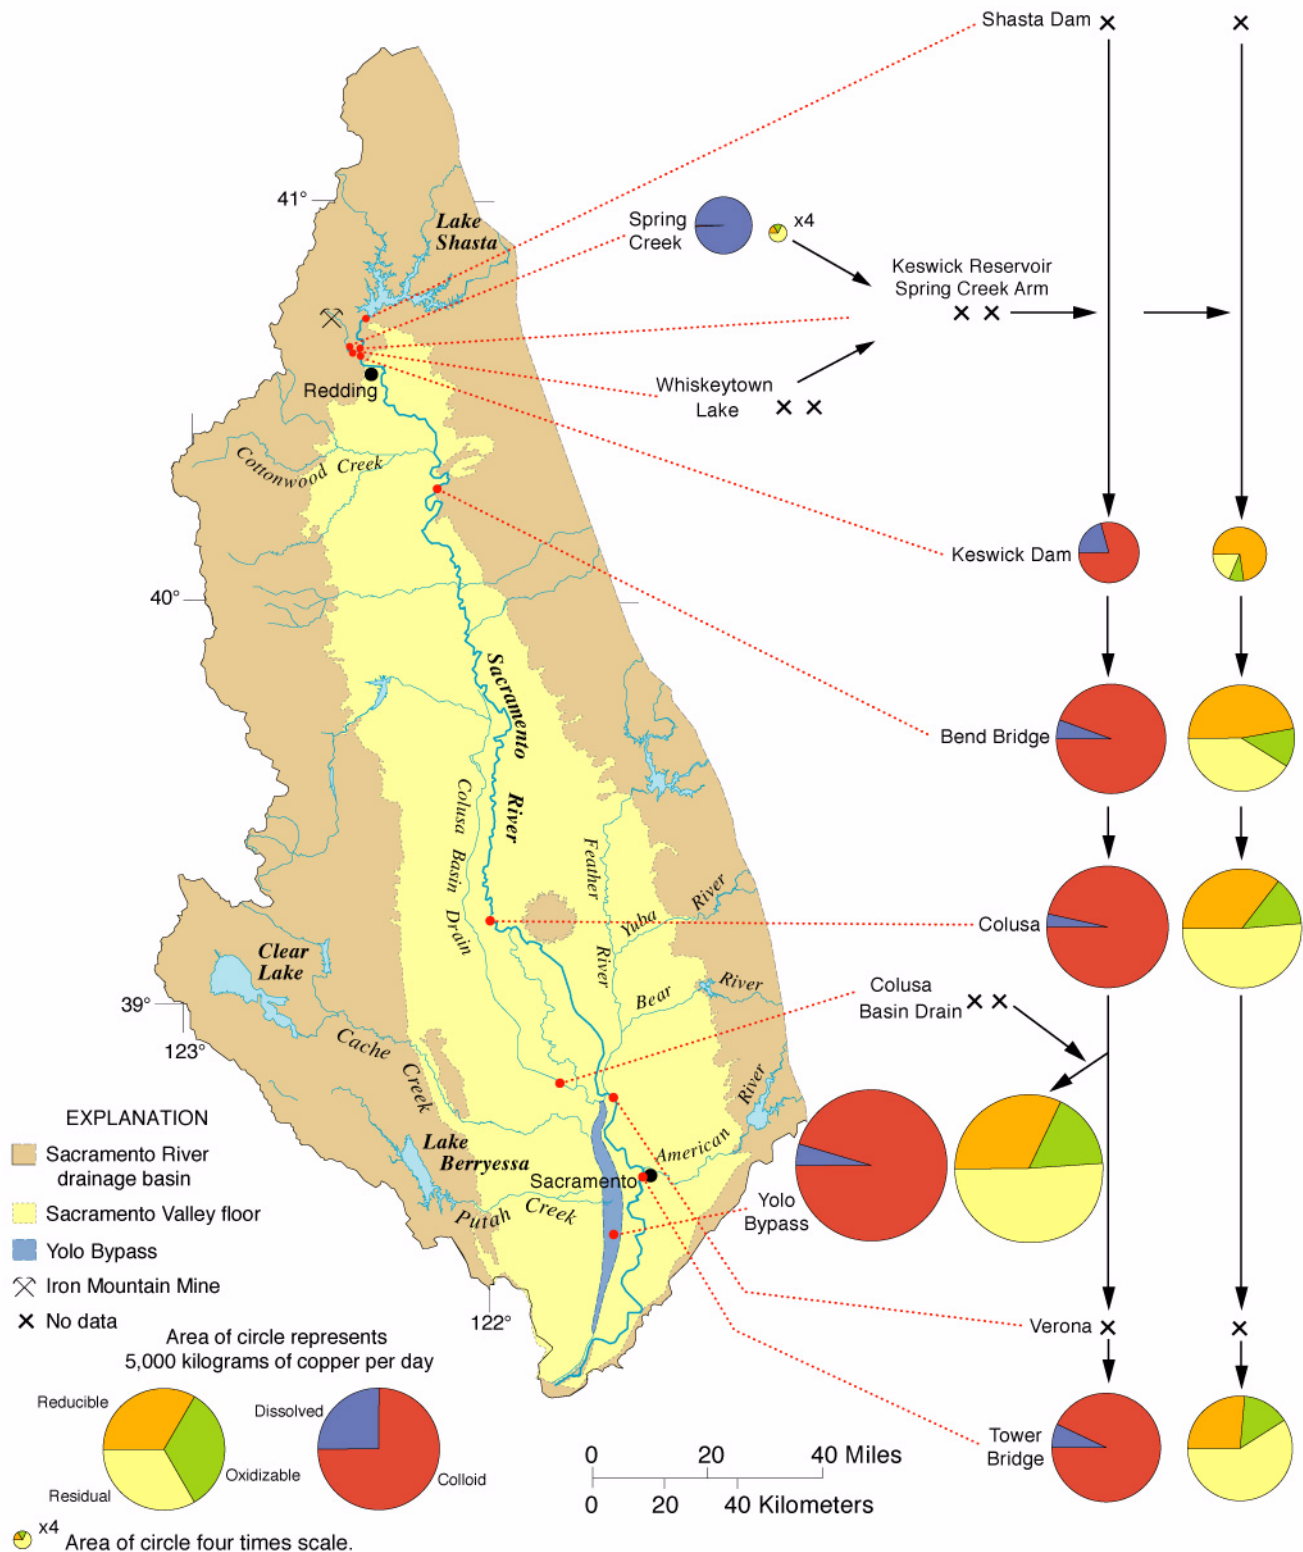 Shasta Dam
41°
Lake
Shasta
Spring
Creek
x4
Keswick Reservoir
Spring Creek Arm
Redding
Whiskeytown
Lake
Cottonwood Creek
Keswick Dam
40°
Sacramento
River
Bend Bridge
Colusa Basin Drain
Feather
River
Yuba River
Colusa
Clear
Lake
Colusa
Basin Drain
Bear River
39°
123°
Cache
Creek
River
American
EXPLANATION
Sacramento River
drainage basin
Sacramento Valley floor
Yolo Bypass
Iron Mountain Mine
No data
Lake
Berryessa
Sacramento
Putah Creek
Yolo
Bypass
122°
Verona
Area of circle represents
5,000 kilograms of copper per day
Reducible
Oxidizable
Residual
Dissolved
Colloid
Tower
Bridge
0 20 40 Miles
0 20 40 Kilometers
x4 Area of circle four times scale.